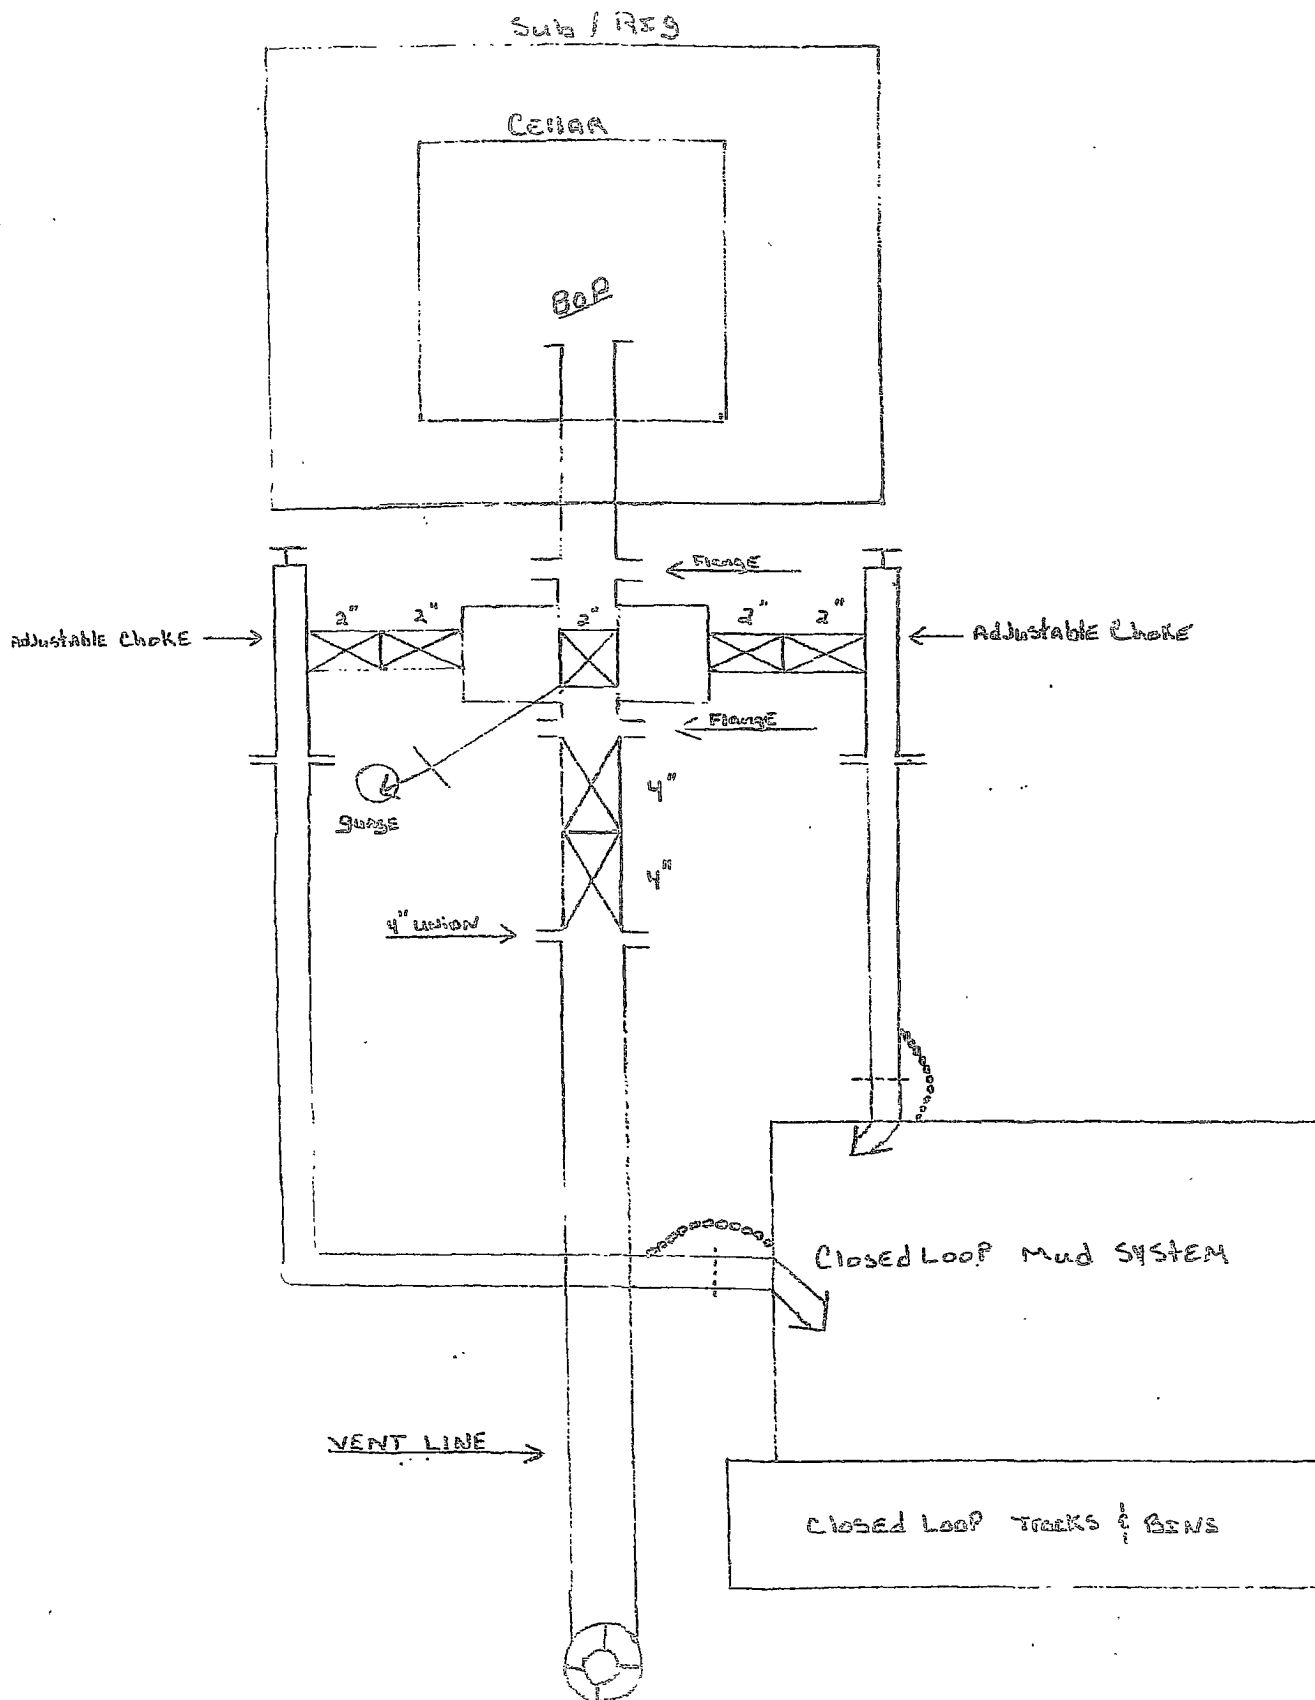 Sub / Rig
CELLAR
BOP
Flange
2"
2"
2"
2"
2"
Adjustable Choke
Adjustable Choke
Flange
4"
gunge
4"
4" UNION
Closed Loop Mud SYSTEM
VENT LINE
Closed Loop Tracks & BINS